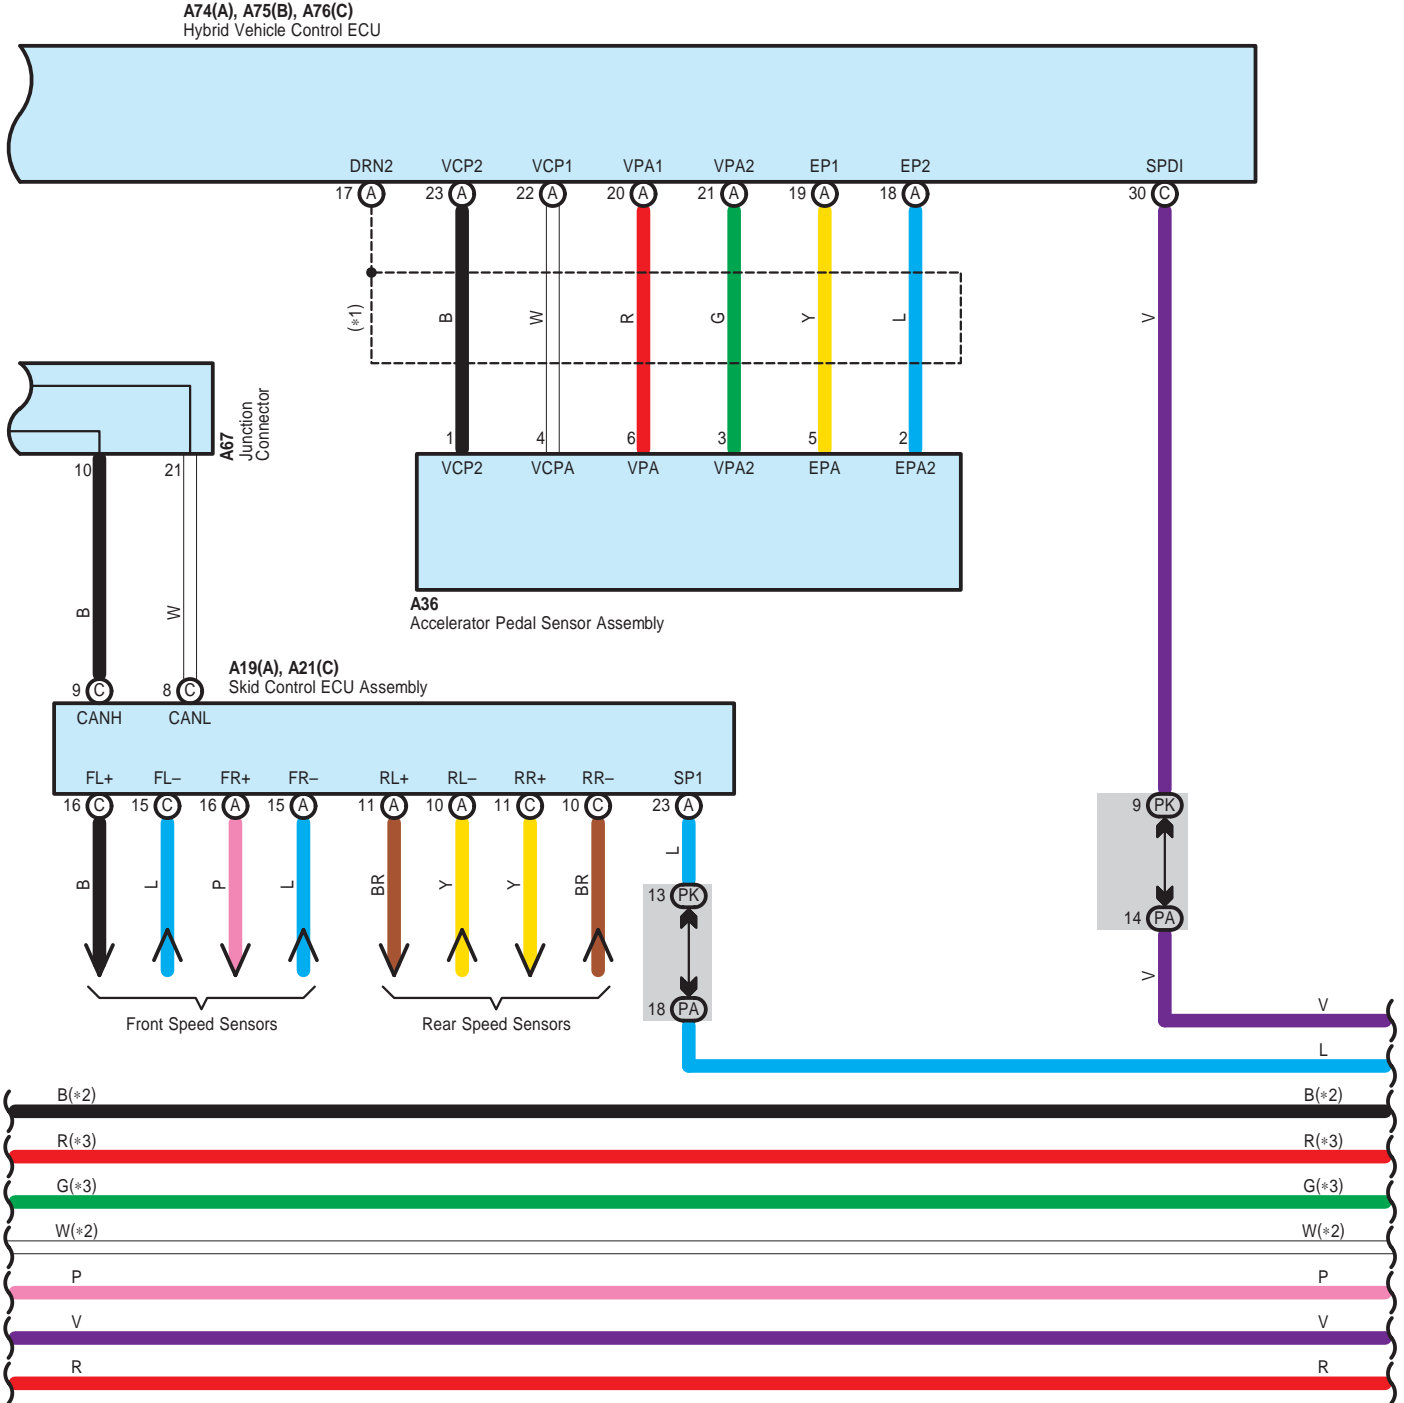 A74(A), A75(B), A76(C)
Hybrid Vehicle Control ECU
DRN2 VCP2 VCP1 VPA1 VPA2 EP1 EP2 SPDI
17 A 23 A 22 A 20 A 21 A 19 A 18 A 30 C
(*1) B W R G Y L V
A67
Junction
Connector
1 4 6 3 5 2
VCP2 VCPA VPA VPA2 EPA EPA2
10 21
A36
Accelerator Pedal Sensor Assembly
B W
A19(A), A21(C)
Skid Control ECU Assembly
9 C 8 C
CANH CANL
FL+ FL– FR+ FR– RL+ RL– RR+ RR– SP1
16 C 15 C 16 A 15 A 11 A 10 A 11 C 10 C 23 A
9 PK
L
B L P L BR Y Y BR
13 PK
14 PA
V
18 PA
Front Speed Sensors Rear Speed Sensors
V
L
B(*2) B(*2)
R(*3) R(*3)
G(*3) G(*3)
W(*2) W(*2)
P P
V V
R R